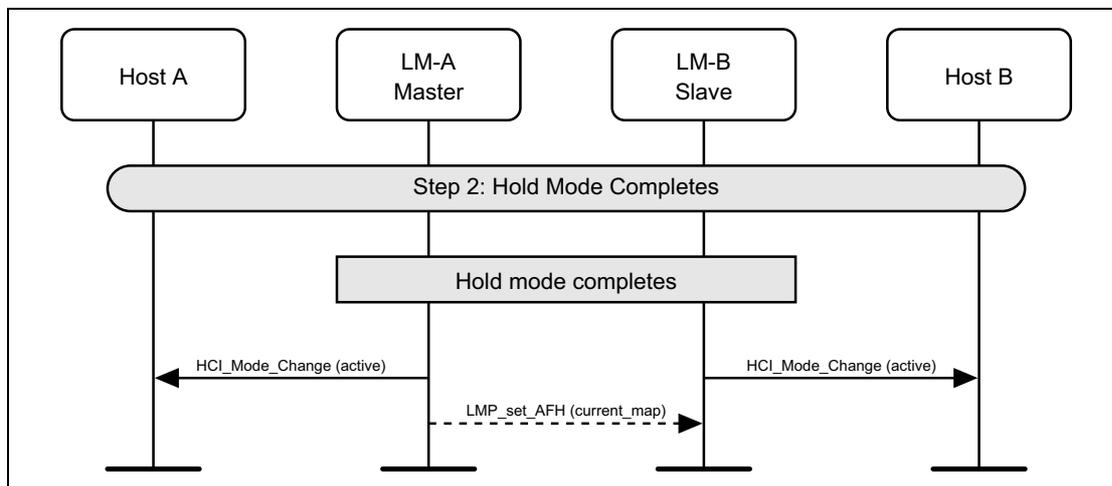 Host A
LM-A
Master
LM-B
Slave
Host B
Step 2: Hold Mode Completes
Hold mode completes
HCI_Mode_Change (active)
HCI_Mode_Change (active)
LMP_set_AFH (current_map)